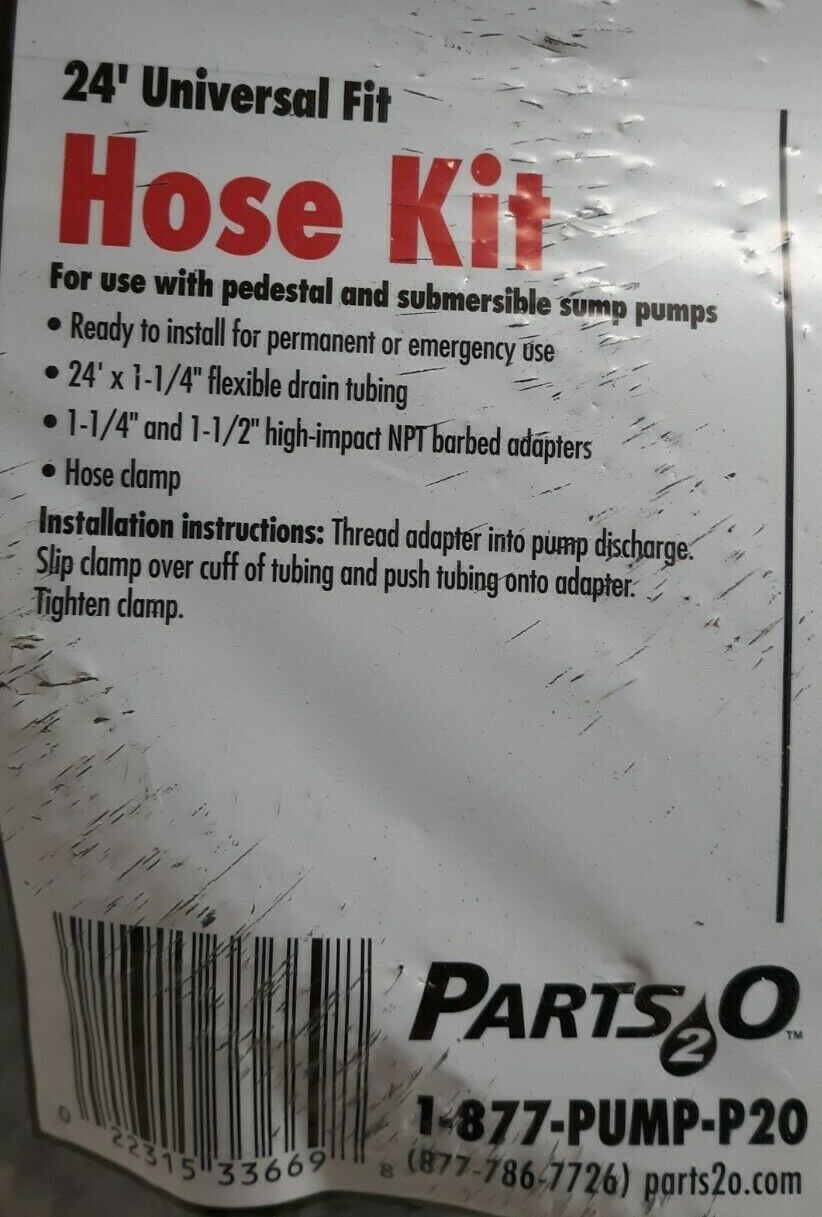 24' Universal Fit
Hose Kit
For use with pedestal and submersible sump pumps
• Ready to install for permanent or emergency use
• 24' x 1-1/4" flexible drain tubing
• 1-1/4" and 1-1/2" high-impact NPT barbed adapters
• Hose clamp
Installation instructions: Thread adapter into pump discharge.
Slip clamp over cuff of tubing and push tubing onto adapter.
Tighten clamp.
PARTS2O™
1-877-PUMP-P20
(877-786-7726) parts2o.com
0 22315 33669 8